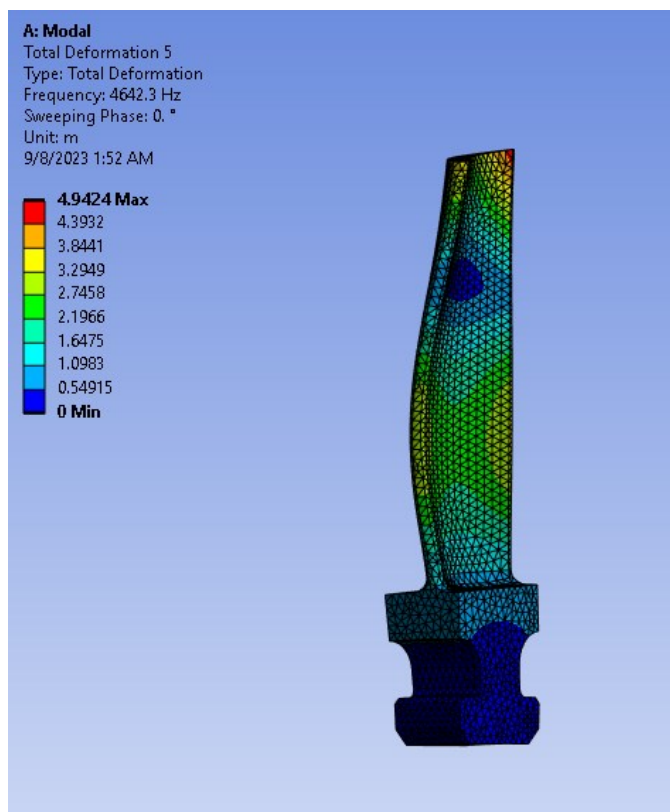 A: Modal
Total Deformation 5
Type: Total Deformation
Frequency: 4642.3 Hz
Sweeping Phase: 0. °
Unit: m
9/8/2023 1:52 AM
4.9424 Max
4.3932
3.8441
3.2949
2.7458
2.1966
1.6475
1.0983
0.54915
0 Min